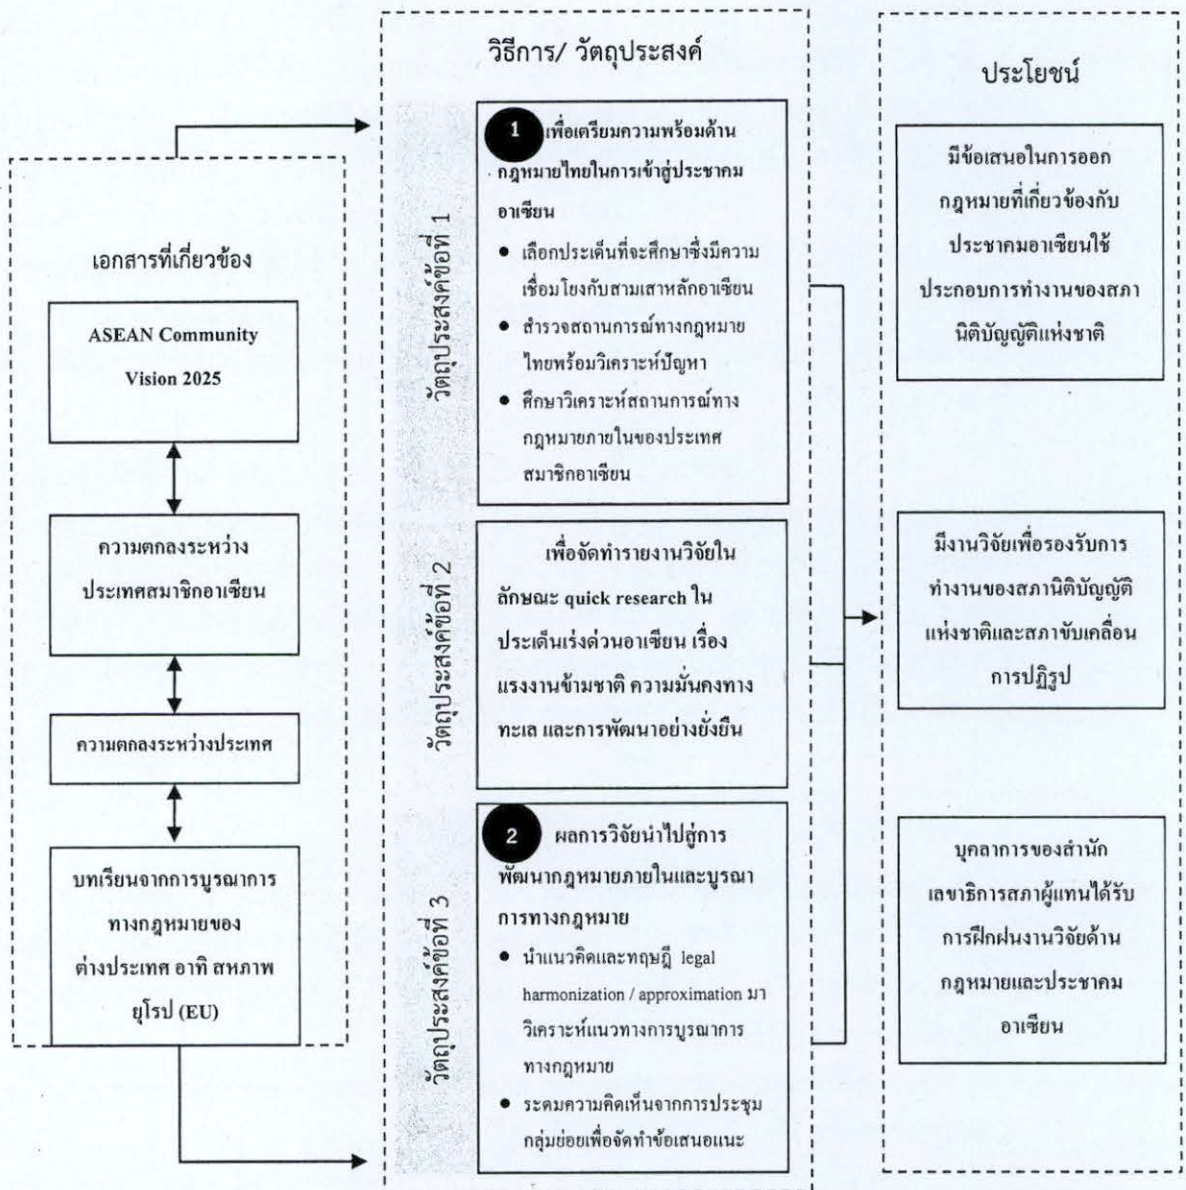 เอกสารที่เกี่ยวข้อง
ASEAN Community
Vision 2025
ความตกลงระหว่าง
ประเทศสมาชิกอาเซียน
ความตกลงระหว่างประเทศ
บทเรียนจากการบูรณาการ
ทางกฎหมายของ
ต่างประเทศ อาทิ สหภาพ
ยุโรป (EU)
วิธีการ/ วัตถุประสงค์
วัตถุประสงค์ข้อที่ 1
1 เพื่อเตรียมความพร้อมด้าน
กฎหมายไทยในการเข้าสู่ประชาคม
อาเซียน
• เลือกประเด็นที่จะศึกษาซึ่งมีความ
เชื่อมโยงกับสามเสาหลักอาเซียน
• สำรวจสถานการณ์ทางกฎหมาย
ไทยพร้อมวิเคราะห์ปัญหา
• ศึกษาวิเคราะห์สถานการณ์ทาง
กฎหมายภายในของประเทศ
สมาชิกอาเซียน
วัตถุประสงค์ข้อที่ 2
เพื่อจัดทำรายงานวิจัยใน
ลักษณะ quick research ใน
ประเด็นเร่งด่วนอาเซียน เรื่อง
แรงงานข้ามชาติ ความมั่นคงทาง
ทะเล และการพัฒนาอย่างยั่งยืน
วัตถุประสงค์ข้อที่ 3
2 ผลการวิจัยนำไปสู่การ
พัฒนากฎหมายภายในและบูรณา
การทางกฎหมาย
• นำแนวคิดและทฤษฎี legal
harmonization / approximation มา
วิเคราะห์แนวทางการบูรณาการ
ทางกฎหมาย
• ระดมความคิดเห็นจากการประชุม
กลุ่มย่อยเพื่อจัดทำข้อเสนอแนะ
ประโยชน์
มีข้อเสนอในการออก
กฎหมายที่เกี่ยวข้องกับ
ประชาคมอาเซียนใช้
ประกอบการทำงานของสภา
นิติบัญญัติแห่งชาติ
มีงานวิจัยเพื่อรองรับการ
ทำงานของสภานิติบัญญัติ
แห่งชาติและสภาขับเคลื่อน
การปฏิรูป
บุคลาการของสำนัก
เลขาธิการสภาผู้แทนได้รับ
การฝึกฝนงานวิจัยด้าน
กฎหมายและประชาคม
อาเซียน